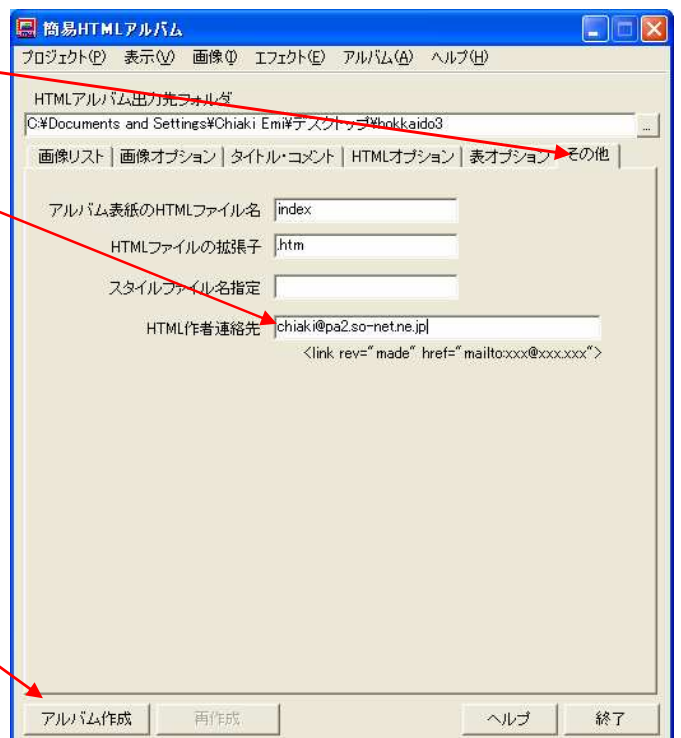 簡易HTMLアルバム
プロジェクト(P) 表示(V) 画像(I) エフェクト(E) アルバム(A) ヘルプ(H)
HTMLアルバム出力先フォルダ
C:¥Documents and Settings¥Chiaki Emi¥デスクトップ¥hokkaido3 ...
画像リスト 画像オプション タイトル・コメント HTMLオプション 表オプション その他
アルバム表紙のHTMLファイル名 index
HTMLファイルの拡張子 .htm
スタイルファイル名指定
HTML作者連絡先 chiaki@pa2.so-net.ne.jp
<link rev="made" href="mailto:xxx@xxx.xxx">
アルバム作成 再作成 ヘルプ 終了